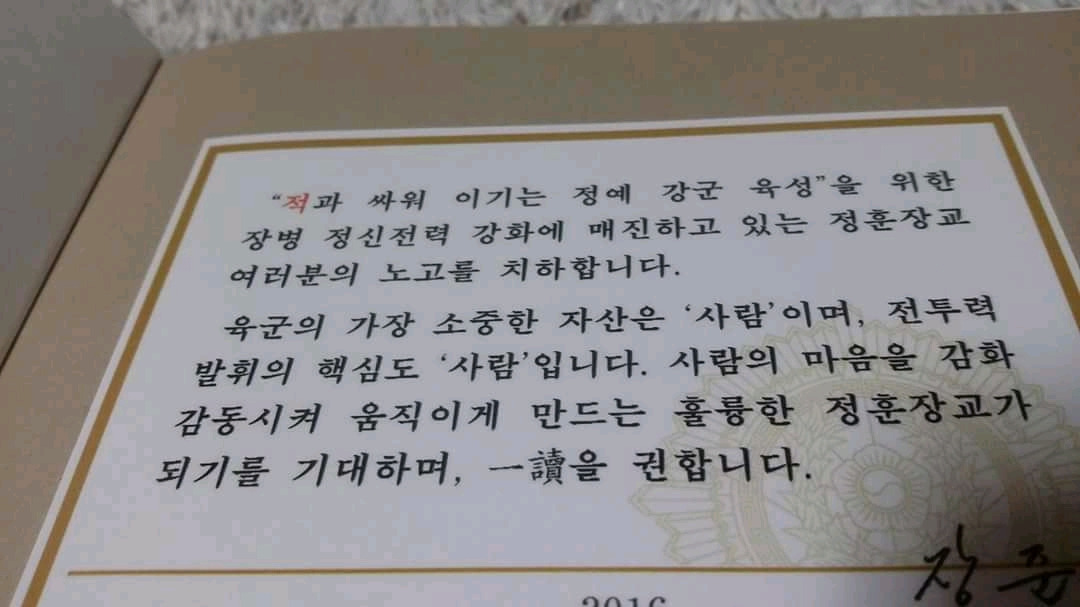 “적과 싸워 이기는 정예 강군 육성”을 위한
장병 정신전력 강화에 매진하고 있는 정훈장교
여러분의 노고를 치하합니다.
육군의 가장 소중한 자산은 ‘사람’이며, 전투력
발휘의 핵심도 ‘사람’입니다. 사람의 마음을 감화
감동시켜 움직이게 만드는 훌륭한 정훈장교가
되기를 기대하며, 一讀을 권합니다.
장준
2016